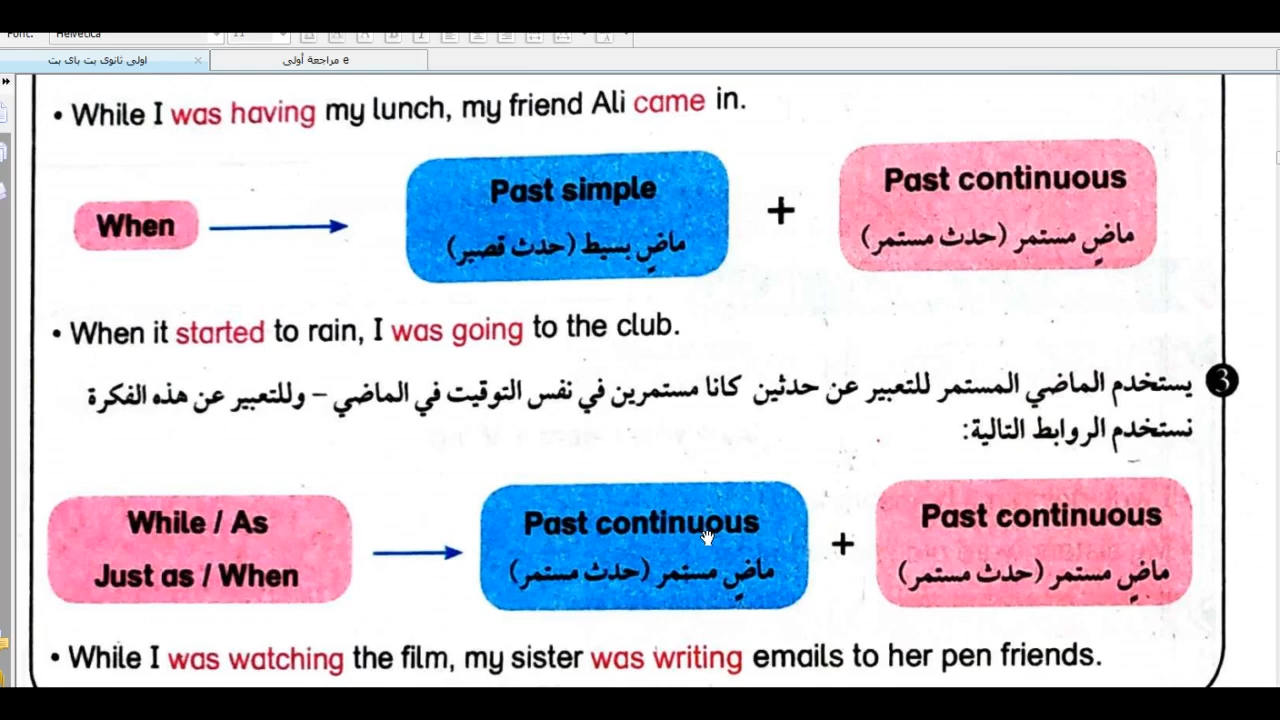 Font: Helvetica 11
اولى ثانوى بت باى بت
e مراجعة أولى
• While I was having my lunch, my friend Ali came in.
When
Past simple
ماضٍ بسيط (حدث قصير)
+
Past continuous
ماضٍ مستمر (حدث مستمر)
• When it started to rain, I was going to the club.
3 يستخدم الماضي المستمر للتعبير عن حدثين كانا مستمرين في نفس التوقيت في الماضي – وللتعبير عن هذه الفكرة
نستخدم الروابط التالية:
While / As
Just as / When
Past continuous
ماضٍ مستمر (حدث مستمر)
+
Past continuous
ماضٍ مستمر (حدث مستمر)
• While I was watching the film, my sister was writing emails to her pen friends.